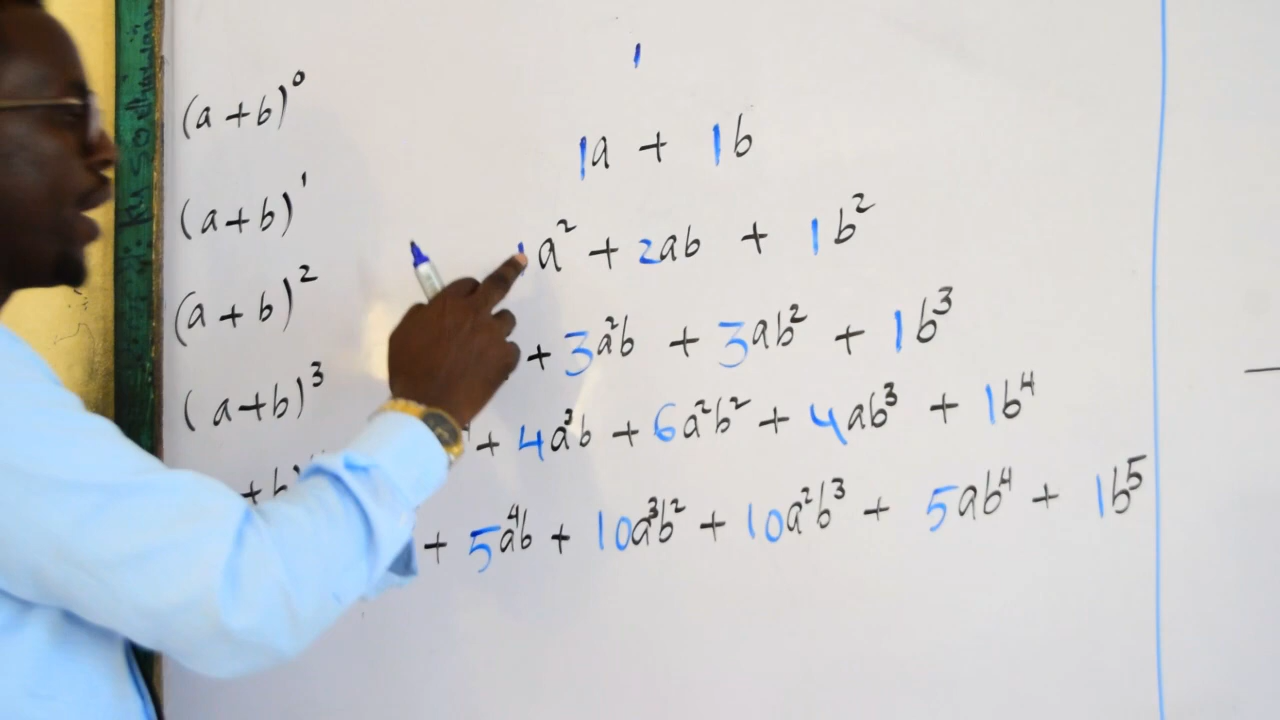 (a+b)⁰ 1
(a+b)¹ 1a + 1b
(a+b)² 1a² + 2ab + 1b²
(a+b)³ + 3a²b + 3ab² + 1b³
+b) + 4a³b + 6a²b² + 4ab³ + 1b⁴
+ 5a⁴b + 10a³b² + 10a²b³ + 5ab⁴ + 1b⁵